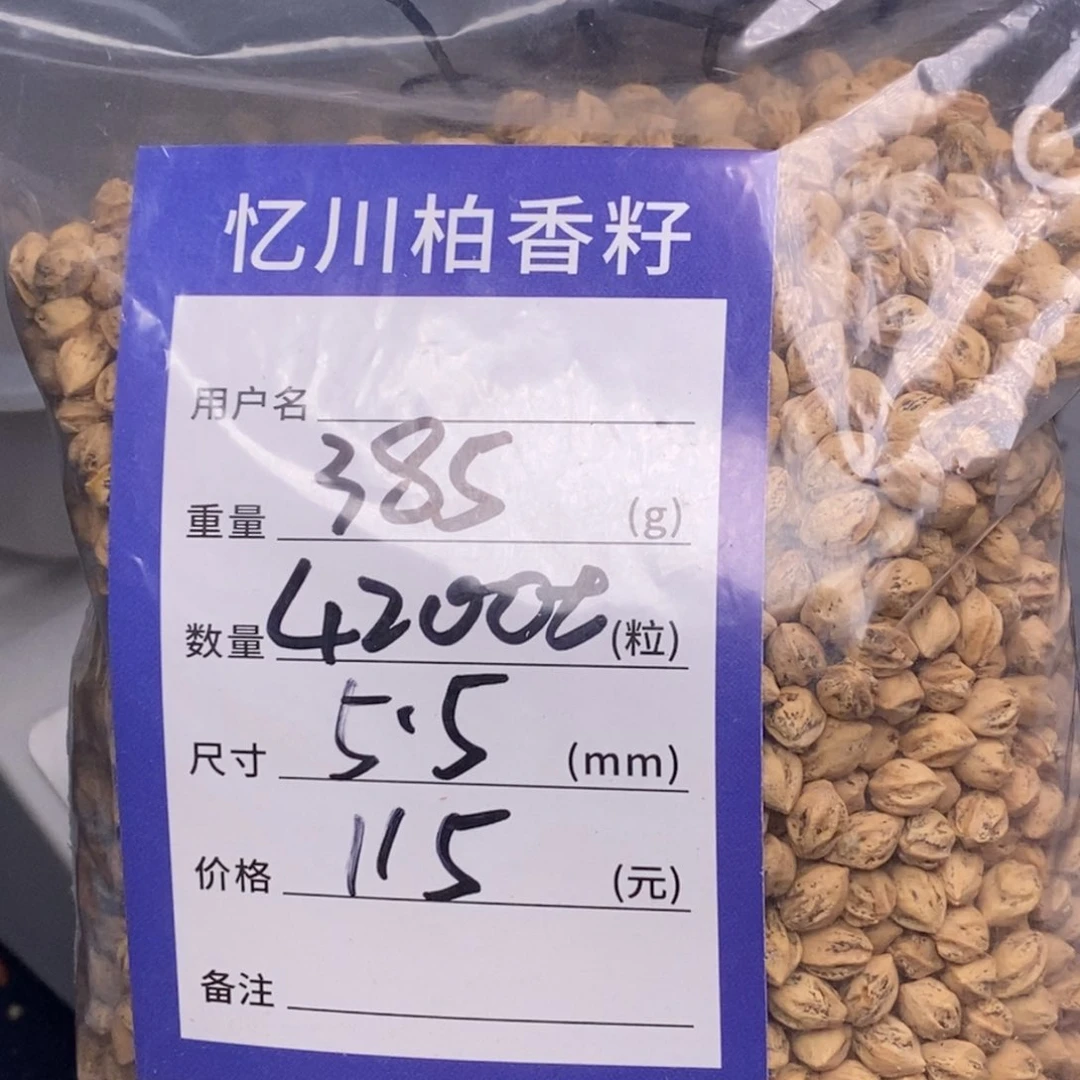 忆川柏香籽
用户名
重量 385 (g)
数量 42000 (粒)
尺寸 5.5 (mm)
价格 115 (元)
备注